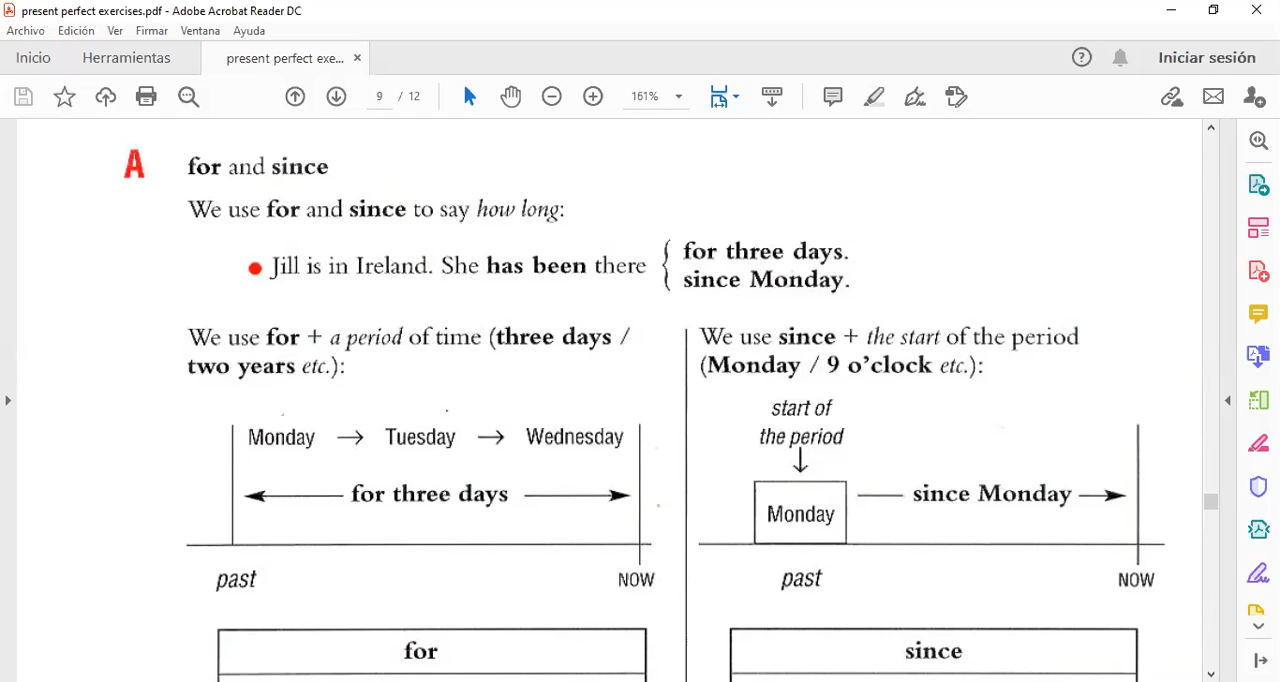 present perfect exercises.pdf - Adobe Acrobat Reader DC
Archivo Edición Ver Firmar Ventana Ayuda
Inicio Herramientas present perfect exe... Iniciar sesión
9 / 12 161%
A for and since
We use for and since to say how long:
Jill is in Ireland. She has been there
for three days.
since Monday.
We use for + a period of time (three days /
two years etc.):
Monday → Tuesday → Wednesday
for three days
past NOW
for
We use since + the start of the period
(Monday / 9 o'clock etc.):
start of
the period
Monday since Monday
past NOW
since